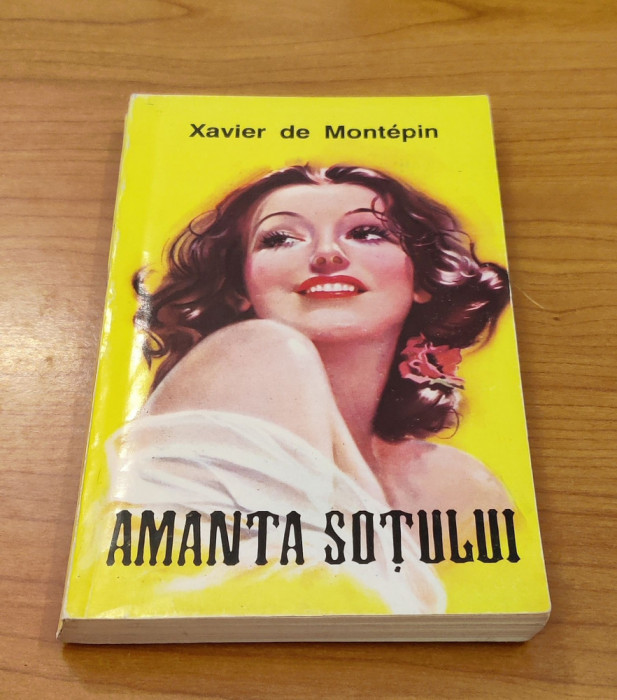 Xavier de Montépin
AMANTA SOȚULUI